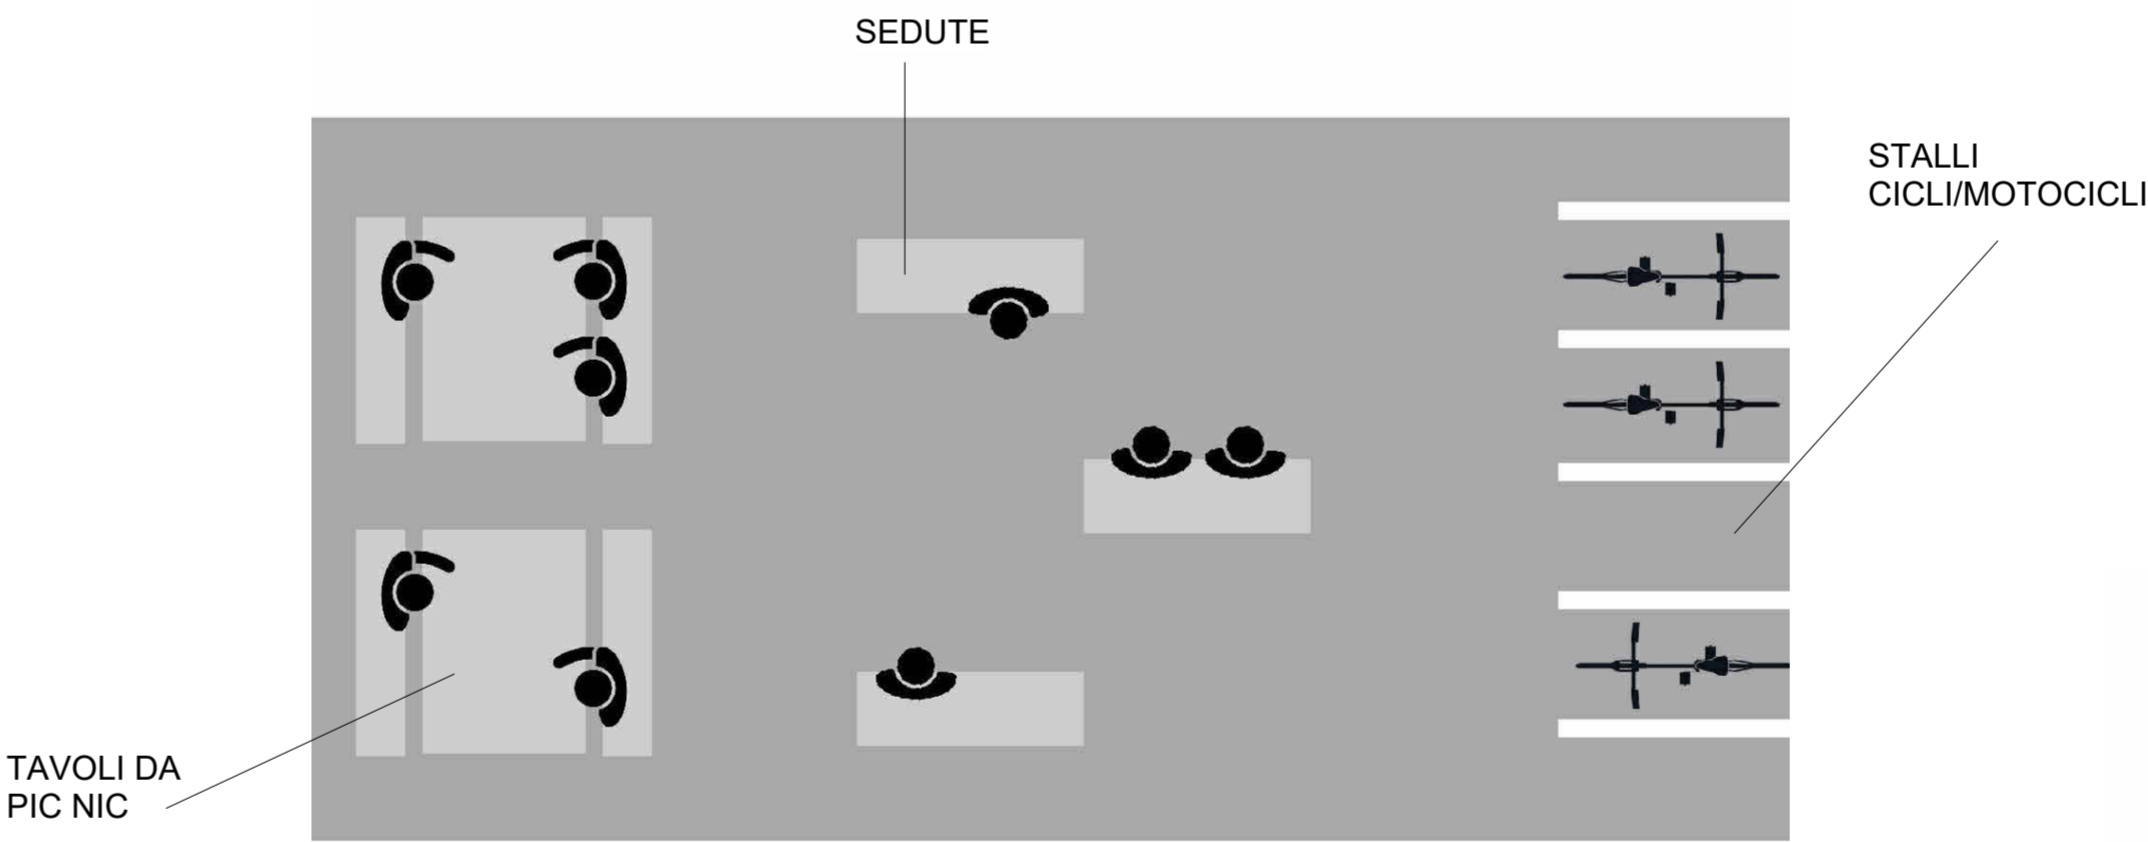 SEDUTE
STALLI
CICLI/MOTOCICLI
TAVOLI DA
PIC NIC